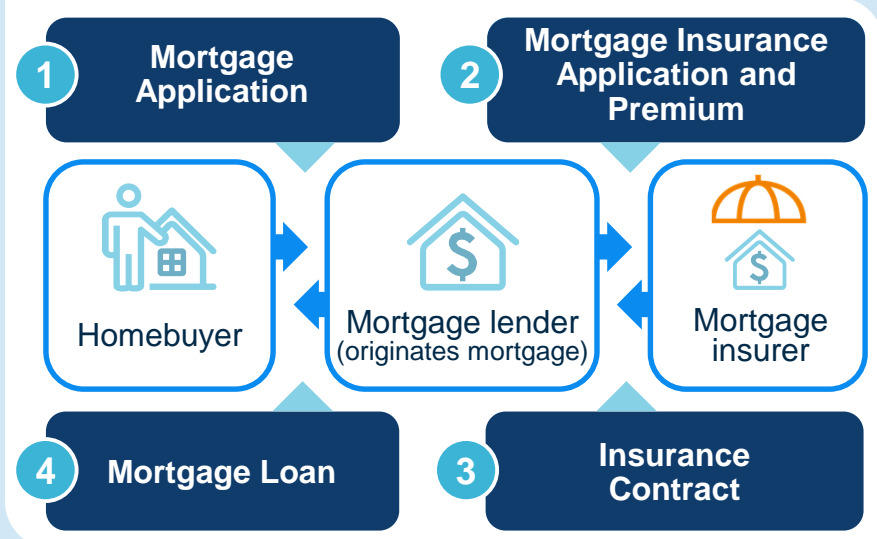 1
Mortgage
Application
2
Mortgage Insurance
Application and
Premium
$
Homebuyer
Mortgage lender
(originates mortgage)
$
Mortgage
insurer
4
Mortgage Loan
3
Insurance
Contract